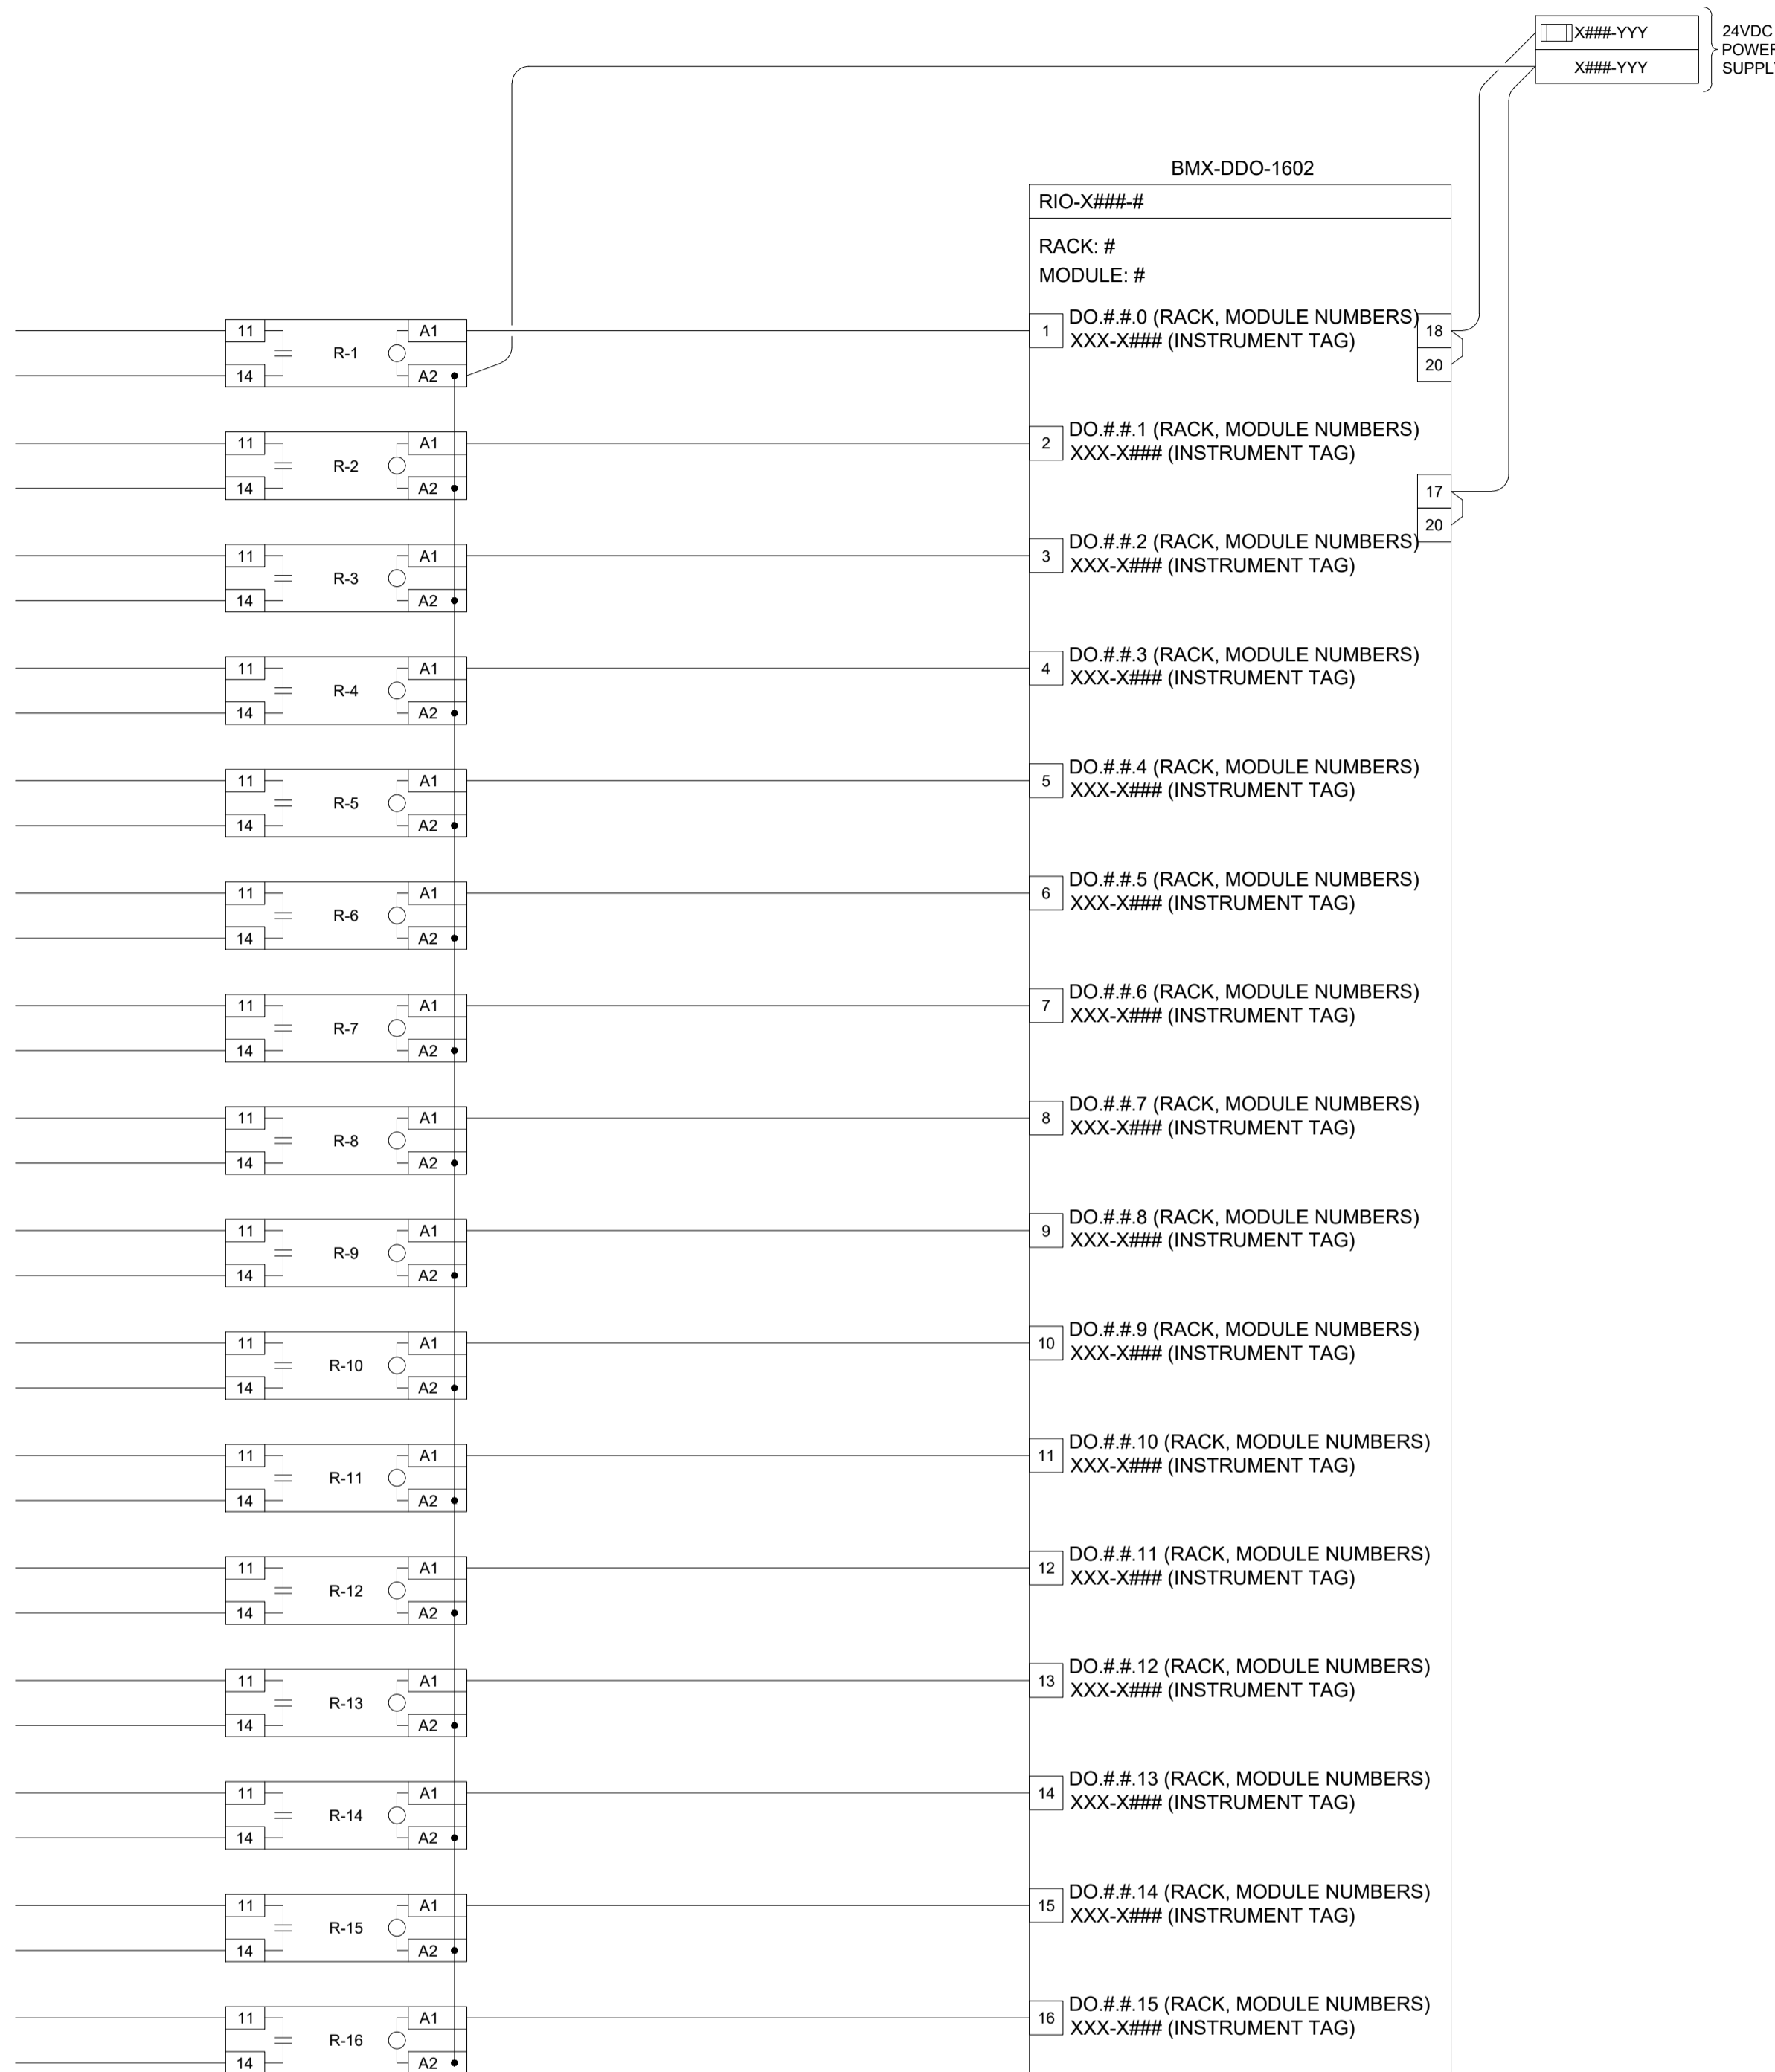 X###-YYY
X###-YYY
24VDC
POWER
SUPPL
BMX-DDO-1602
RIO-X###-#
RACK: #
MODULE: #
11
14
R-1
A1
A2
1
DO.#.#.0 (RACK, MODULE NUMBERS)
XXX-X### (INSTRUMENT TAG)
18
20
11
14
R-2
A1
A2
2
DO.#.#.1 (RACK, MODULE NUMBERS)
XXX-X### (INSTRUMENT TAG)
17
20
11
14
R-3
A1
A2
3
DO.#.#.2 (RACK, MODULE NUMBERS)
XXX-X### (INSTRUMENT TAG)
11
14
R-4
A1
A2
4
DO.#.#.3 (RACK, MODULE NUMBERS)
XXX-X### (INSTRUMENT TAG)
11
14
R-5
A1
A2
5
DO.#.#.4 (RACK, MODULE NUMBERS)
XXX-X### (INSTRUMENT TAG)
11
14
R-6
A1
A2
6
DO.#.#.5 (RACK, MODULE NUMBERS)
XXX-X### (INSTRUMENT TAG)
11
14
R-7
A1
A2
7
DO.#.#.6 (RACK, MODULE NUMBERS)
XXX-X### (INSTRUMENT TAG)
11
14
R-8
A1
A2
8
DO.#.#.7 (RACK, MODULE NUMBERS)
XXX-X### (INSTRUMENT TAG)
11
14
R-9
A1
A2
9
DO.#.#.8 (RACK, MODULE NUMBERS)
XXX-X### (INSTRUMENT TAG)
11
14
R-10
A1
A2
10
DO.#.#.9 (RACK, MODULE NUMBERS)
XXX-X### (INSTRUMENT TAG)
11
14
R-11
A1
A2
11
DO.#.#.10 (RACK, MODULE NUMBERS)
XXX-X### (INSTRUMENT TAG)
11
14
R-12
A1
A2
12
DO.#.#.11 (RACK, MODULE NUMBERS)
XXX-X### (INSTRUMENT TAG)
11
14
R-13
A1
A2
13
DO.#.#.12 (RACK, MODULE NUMBERS)
XXX-X### (INSTRUMENT TAG)
11
14
R-14
A1
A2
14
DO.#.#.13 (RACK, MODULE NUMBERS)
XXX-X### (INSTRUMENT TAG)
11
14
R-15
A1
A2
15
DO.#.#.14 (RACK, MODULE NUMBERS)
XXX-X### (INSTRUMENT TAG)
11
14
R-16
A1
A2
16
DO.#.#.15 (RACK, MODULE NUMBERS)
XXX-X### (INSTRUMENT TAG)